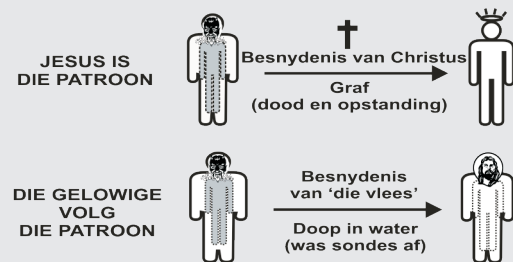 JESUS IS
DIE PATROON
Besnydenis van Christus
Graf
(dood en opstanding)
DIE GELOWIGE
VOLG
DIE PATROON
Besnydenis
van ‘die vlees’
Doop in water
(was sondes af)